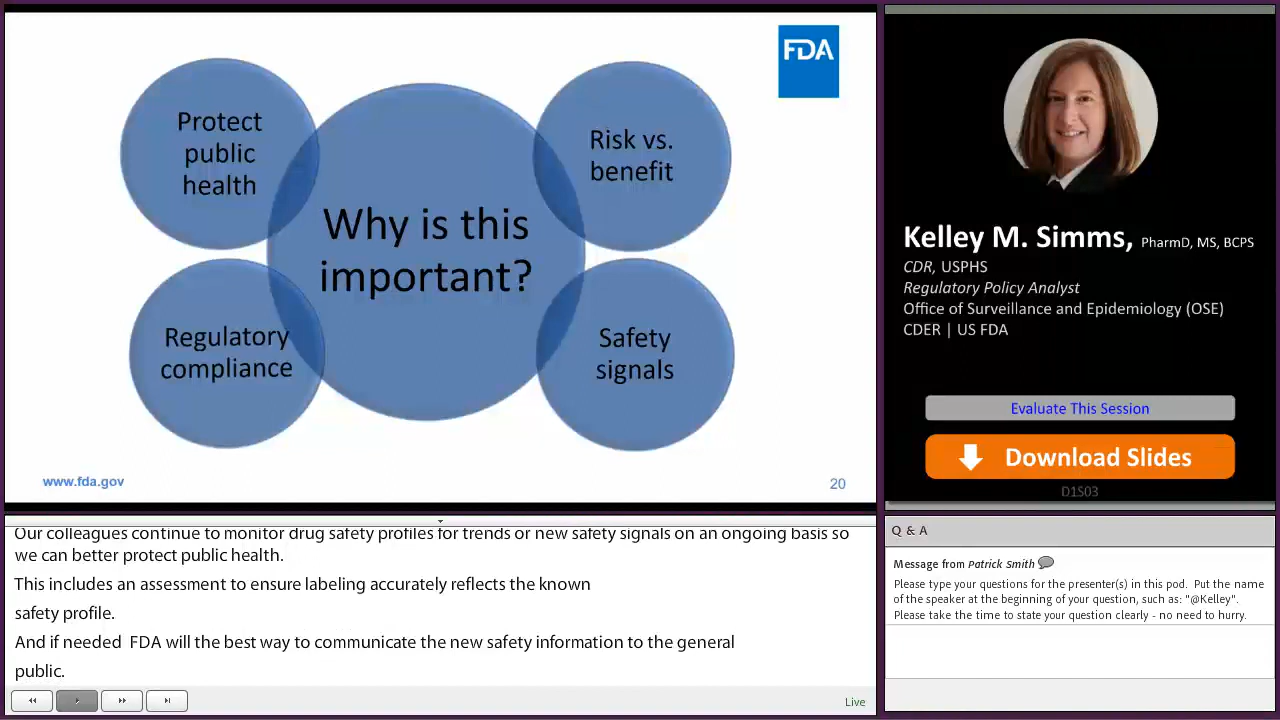 FDA
Protect
public
health
Risk vs.
benefit
Why is this
important?
Regulatory
compliance
Safety
signals
www.fda.gov
20
Kelley M. Simms, PharmD, MS, BCPS
CDR, USPHS
Regulatory Policy Analyst
Office of Surveillance and Epidemiology (OSE)
CDER | US FDA
Evaluate This Session
Download Slides
D1S03
Our colleagues continue to monitor drug safety profiles for trends or new safety signals on an ongoing basis so
we can better protect public health.
This includes an assessment to ensure labeling accurately reflects the known
safety profile.
And if needed FDA will the best way to communicate the new safety information to the general
public.
Live
Q & A
Message from Patrick Smith
Please type your questions for the presenter(s) in this pod. Put the name
of the speaker at the beginning of your question, such as: "@Kelley".
Please take the time to state your question clearly - no need to hurry.